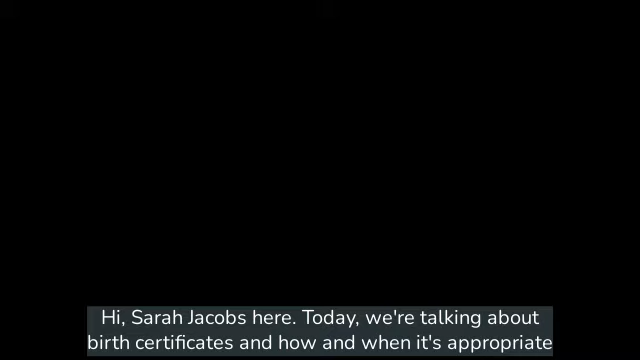 Hi, Sarah Jacobs here. Today, we're talking about
birth certificates and how and when it's appropriate